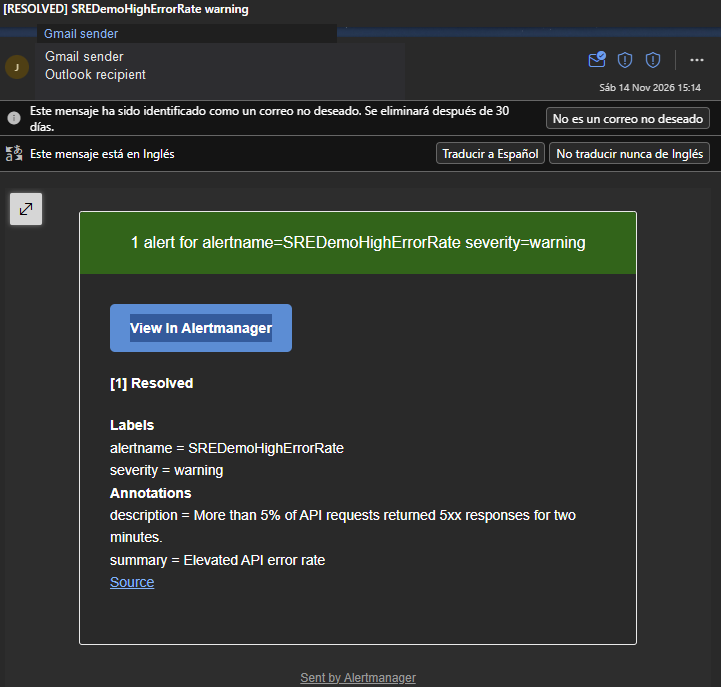 [RESOLVED] SREDemoHighErrorRate warning
Gmail sender
J
Gmail sender
Outlook recipient
Sáb 14 Nov 2026 15:14
Este mensaje ha sido identificado como un correo no deseado. Se eliminará después de 30
días.
No es un correo no deseado
Este mensaje está en Inglés
Traducir a Español
No traducir nunca de Inglés
1 alert for alertname=SREDemoHighErrorRate severity=warning
View In Alertmanager
[1] Resolved
Labels
alertname = SREDemoHighErrorRate
severity = warning
Annotations
description = More than 5% of API requests returned 5xx responses for two
minutes.
summary = Elevated API error rate
Source
Sent by Alertmanager